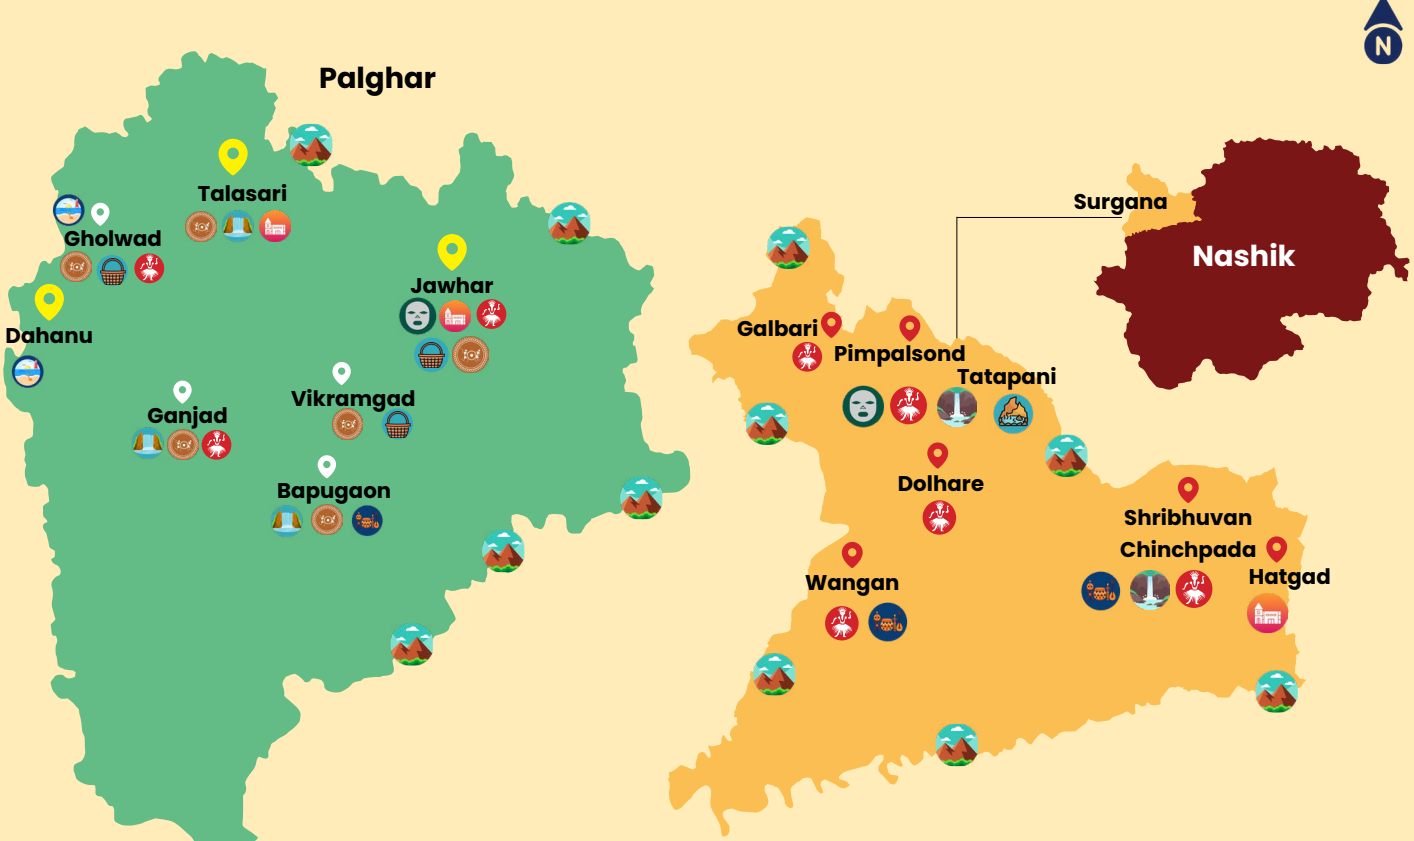 N
Palghar
Talasari
Gholwad
Jawhar
Dahanu
Vikramgad
Ganjad
Bapugaon
Surgana
Nashik
Galbari
Pimpalsond
Tatapani
Dolhare
Shribhuvan
Chinchpada
Wangan
Hatgad